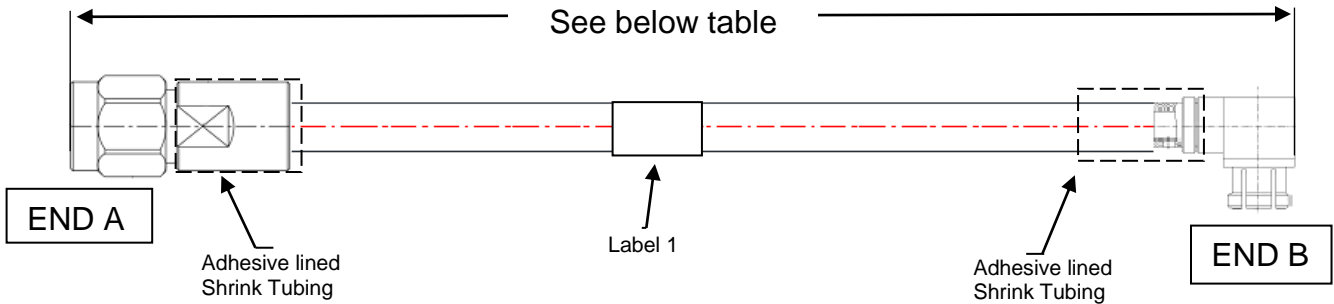 See below table
END A
Label 1
END B
Adhesive lined
Shrink Tubing
Adhesive lined
Shrink Tubing